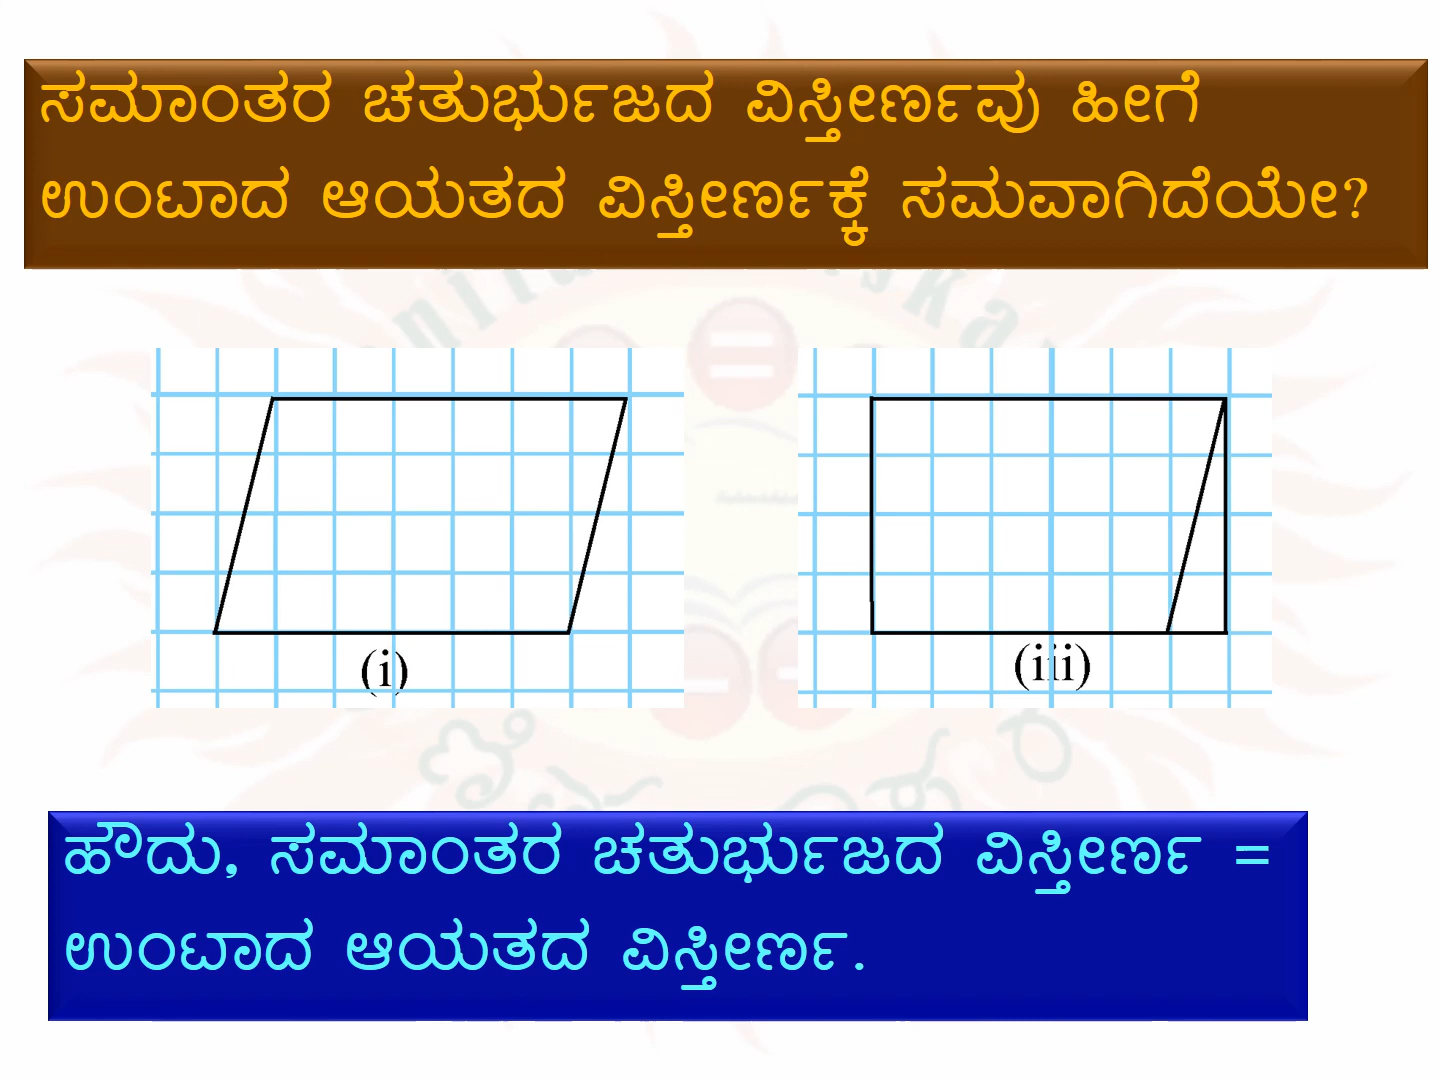 ಸಮಾಂತರ ಚತುರ್ಭುಜದ ವಿಸ್ತೀರ್ಣವು ಹೀಗೆ
ಉಂಟಾದ ಆಯತದ ವಿಸ್ತೀರ್ಣಕ್ಕೆ ಸಮವಾಗಿದೆಯೇ?
(i)
(iii)
ಹೌದು, ಸಮಾಂತರ ಚತುರ್ಭುಜದ ವಿಸ್ತೀರ್ಣ =
ಉಂಟಾದ ಆಯತದ ವಿಸ್ತೀರ್ಣ.